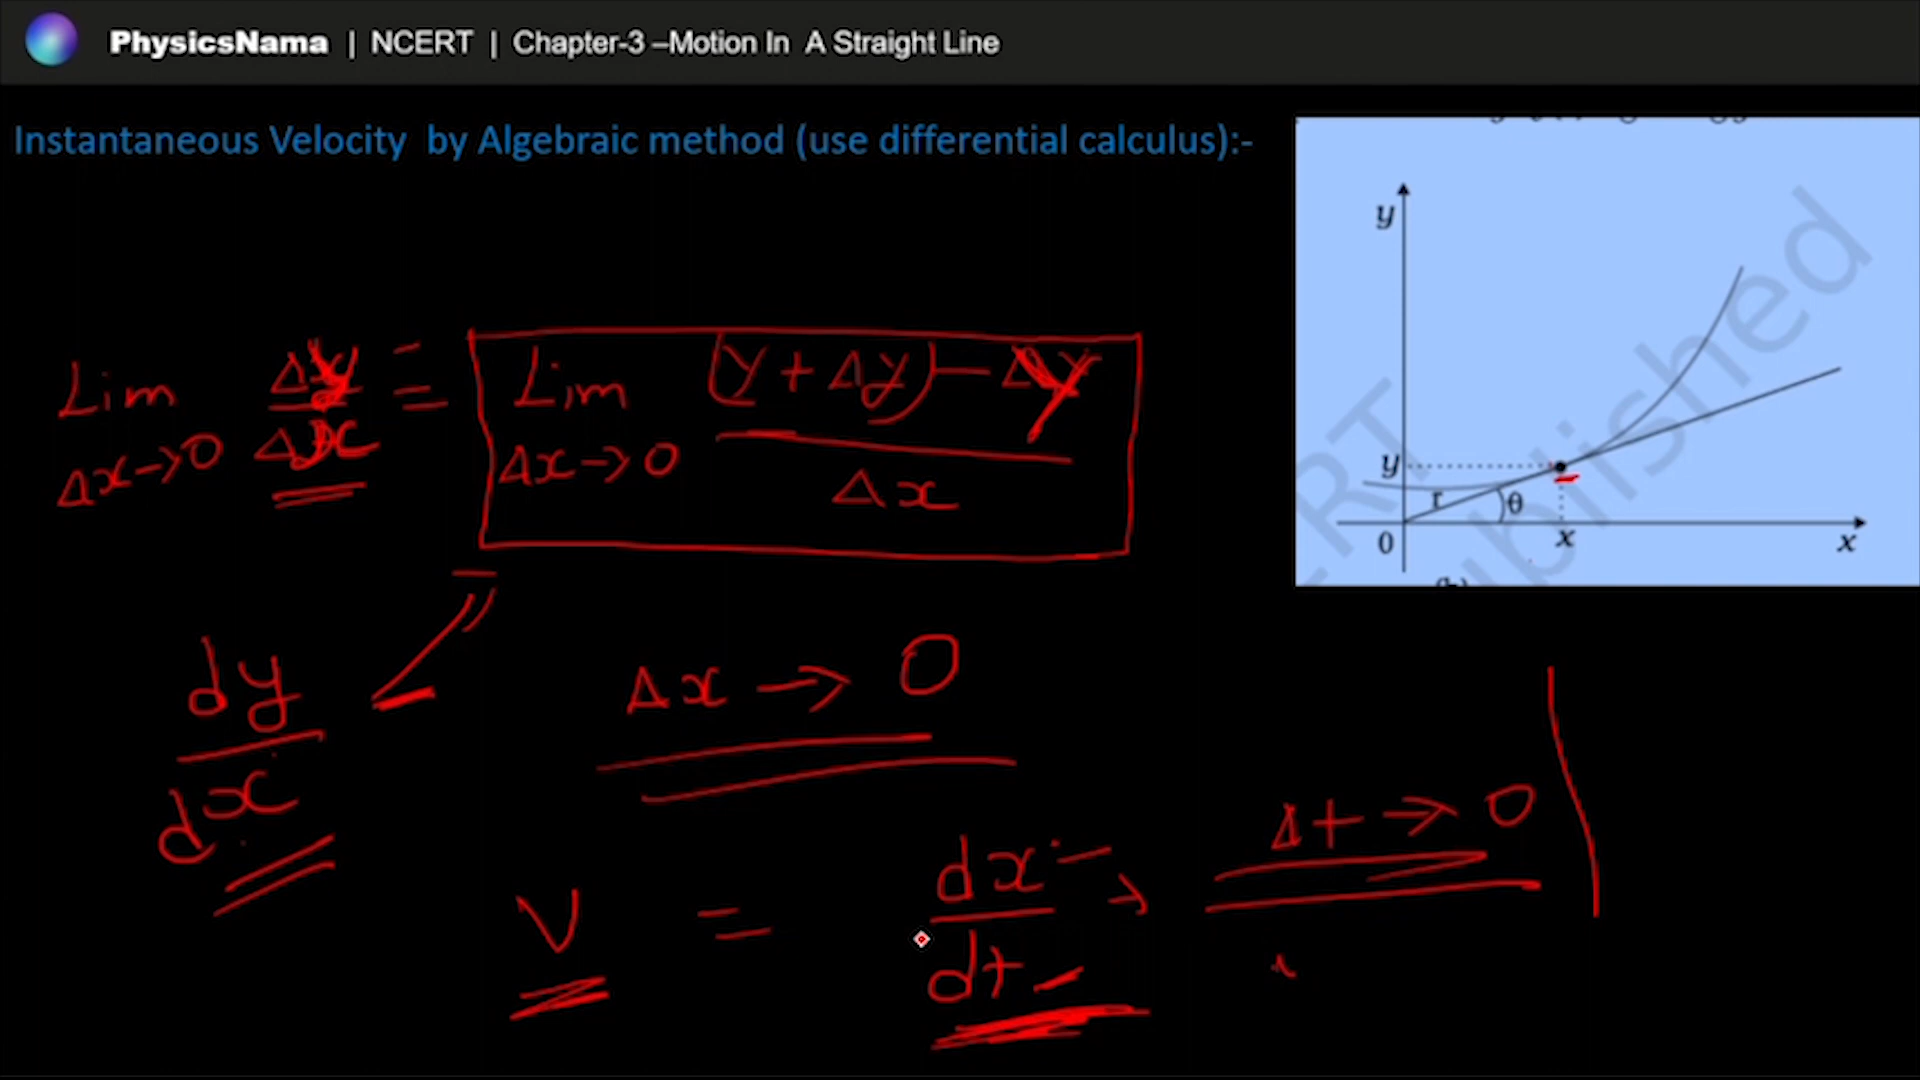 PhysicsNama | NCERT | Chapter-3 –Motion In A Straight Line
Instantaneous Velocity by Algebraic method (use differential calculus):-
Lim Δx→0 Δy/Δx = Lim Δx→0 (y + Δy) – y / Δx
dy/dx
Δx → 0
V = dx/dt → Δt → 0
y
y
r
θ
0
x
x